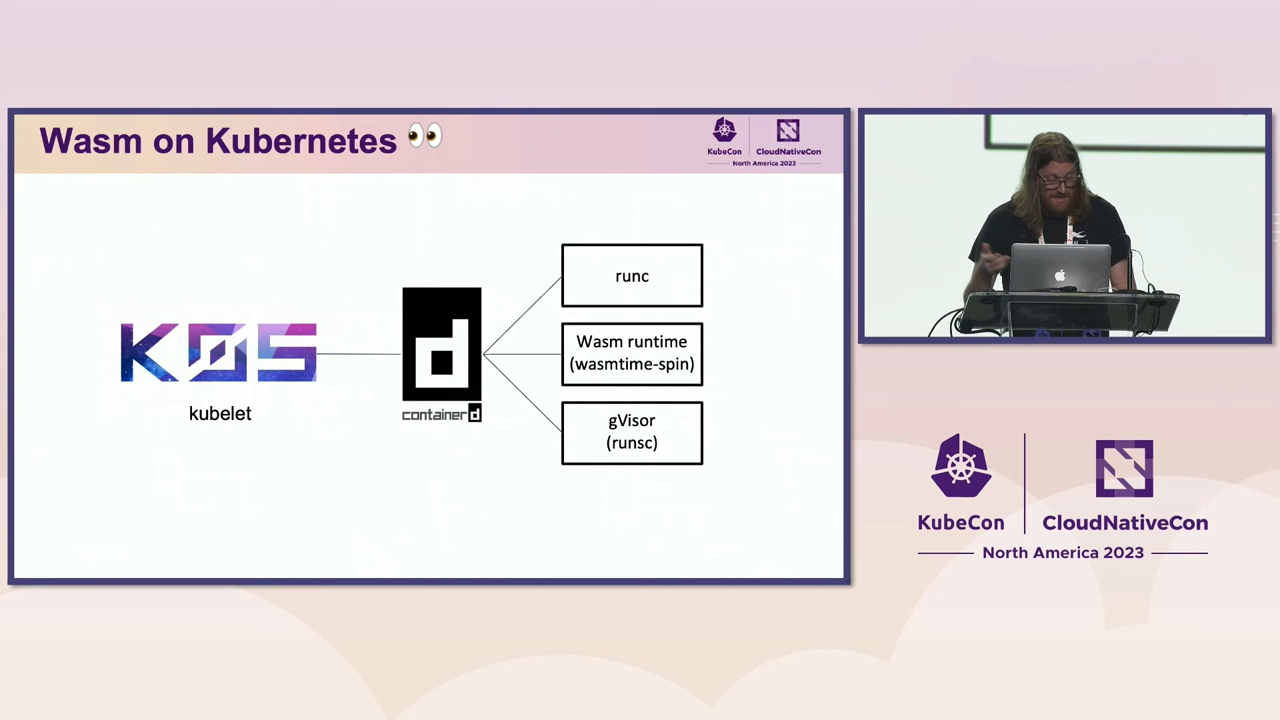 Wasm on Kubernetes 👀
KubeCon
CloudNativeCon
North America 2023
K0S
kubelet
d
containerd
runc
Wasm runtime
(wasmtime-spin)
gVisor
(runsc)
KubeCon
CloudNativeCon
North America 2023